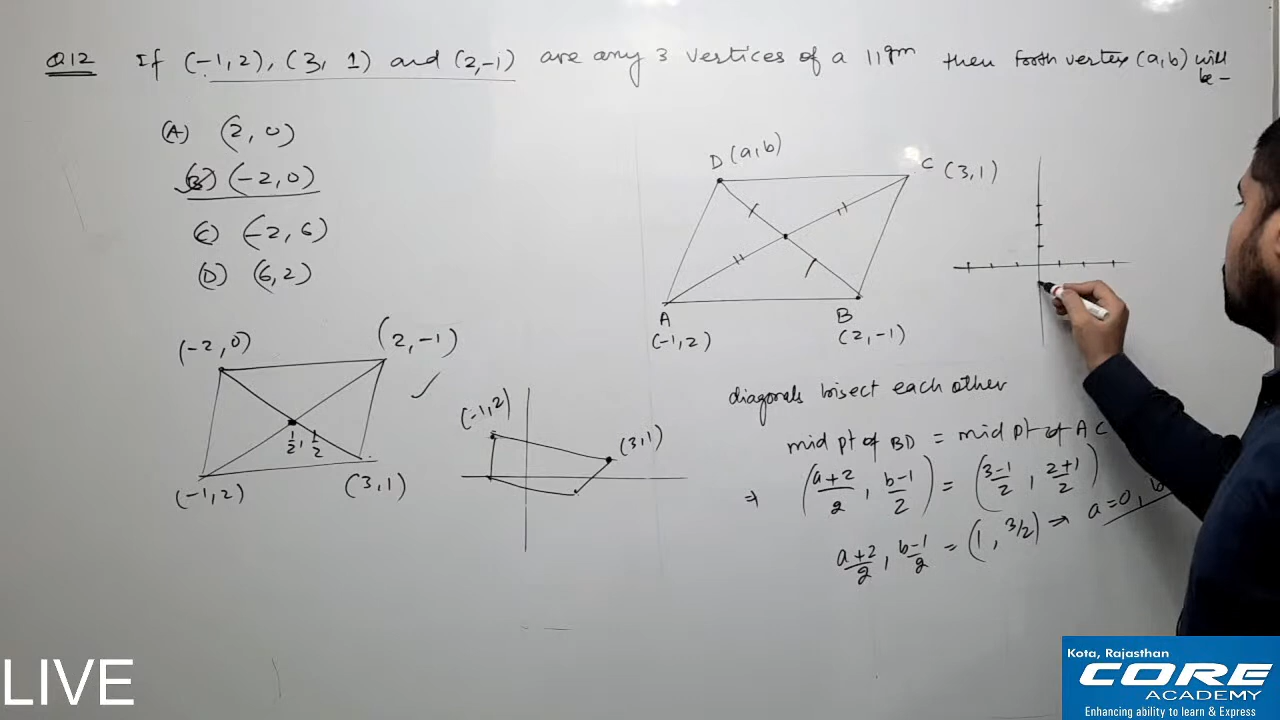 Q12 If (-1,2), (3, 1) and (2,-1) are any 3 vertices of a 11gm then forth vertex (a,b) will be -
(A) (2, 0)
(B) (-2,0)
(C) (-2, 6)
(D) (6,2)
D (a,b)
C (3,1)
A
(-1,2)
B
(2,-1)
(-2,0)
(2,-1)
1/2, 1/2
(-1,2)
(3,1)
(-1,2)
(3,1)
diagonals bisect each other
mid pt of BD = mid pt of AC
⇒ (a+2/2, b-1/2) = (3-1/2, 2+1/2)
a+2/2, b-1/2 = (1, 3/2) ⇒ a=0, b
LIVE
Kota, Rajasthan
CORE
ACADEMY
Enhancing ability to learn & Express